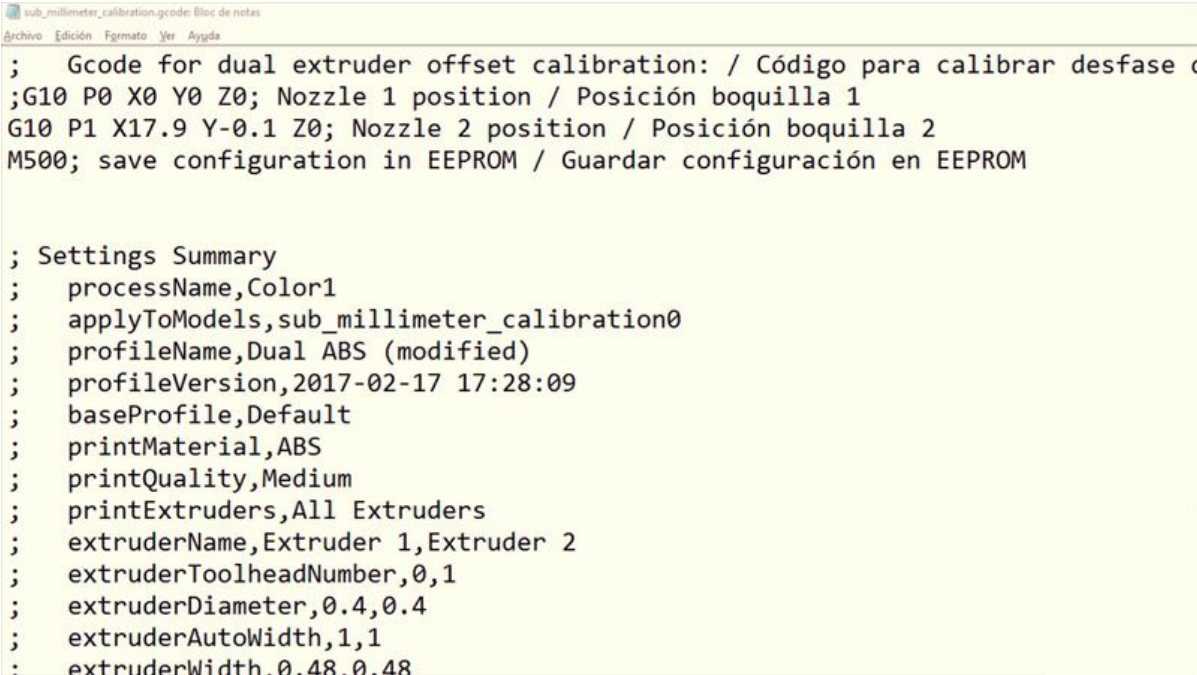 sub_millimeter_calibration.gcode: Bloc de notas
Archivo Edición Formato Ver Ayuda
; Gcode for dual extruder offset calibration: / Código para calibrar desfase
;G10 P0 X0 Y0 Z0; Nozzle 1 position / Posición boquilla 1
G10 P1 X17.9 Y-0.1 Z0; Nozzle 2 position / Posición boquilla 2
M500; save configuration in EEPROM / Guardar configuración en EEPROM
; Settings Summary
; processName,Color1
; applyToModels,sub_millimeter_calibration0
; profileName,Dual ABS (modified)
; profileVersion,2017-02-17 17:28:09
; baseProfile,Default
; printMaterial,ABS
; printQuality,Medium
; printExtruders,All Extruders
; extruderName,Extruder 1,Extruder 2
; extruderToolheadNumber,0,1
; extruderDiameter,0.4,0.4
; extruderAutoWidth,1,1
; extruderWidth,0.48,0.48